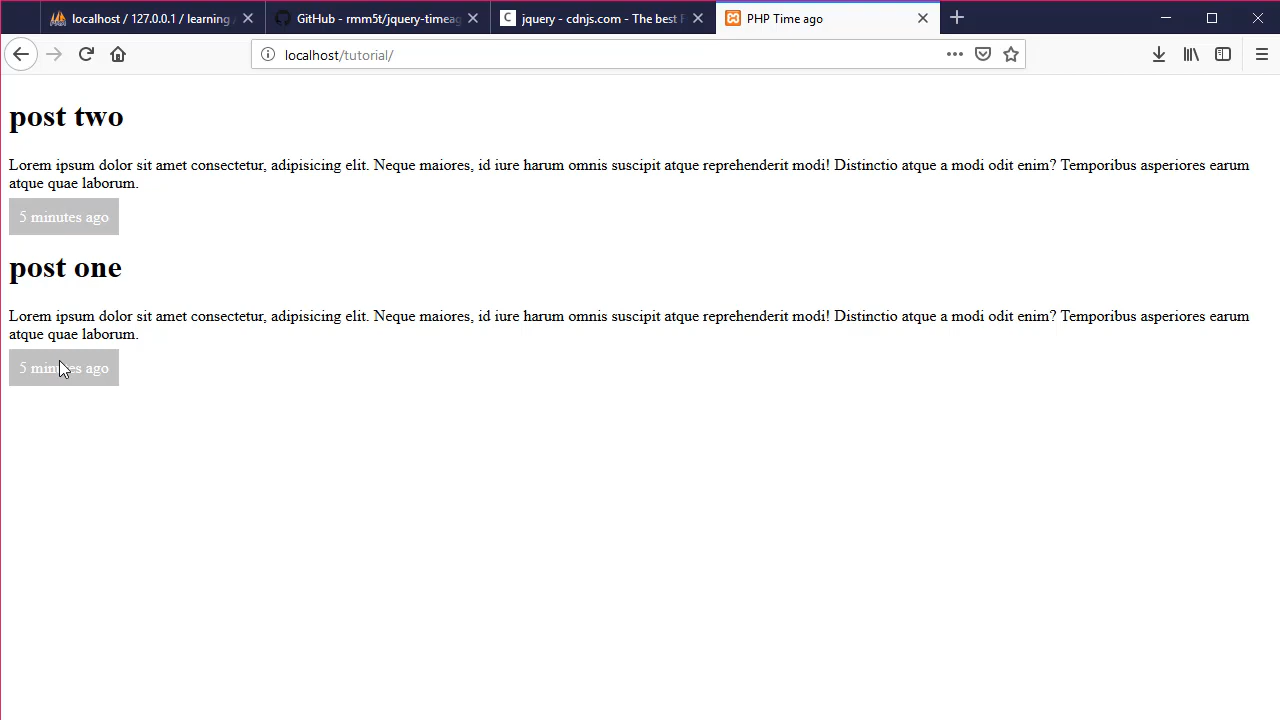 localhost / 127.0.0.1 / learning
GitHub - rmm5t/jquery-timeag
jquery - cdnjs.com - The best F
PHP Time ago
localhost/tutorial/
post two
Lorem ipsum dolor sit amet consectetur, adipisicing elit. Neque maiores, id iure harum omnis suscipit atque reprehenderit modi! Distinctio atque a modi odit enim? Temporibus asperiores earum
atque quae laborum.
5 minutes ago
post one
Lorem ipsum dolor sit amet consectetur, adipisicing elit. Neque maiores, id iure harum omnis suscipit atque reprehenderit modi! Distinctio atque a modi odit enim? Temporibus asperiores earum
atque quae laborum.
5 minutes ago